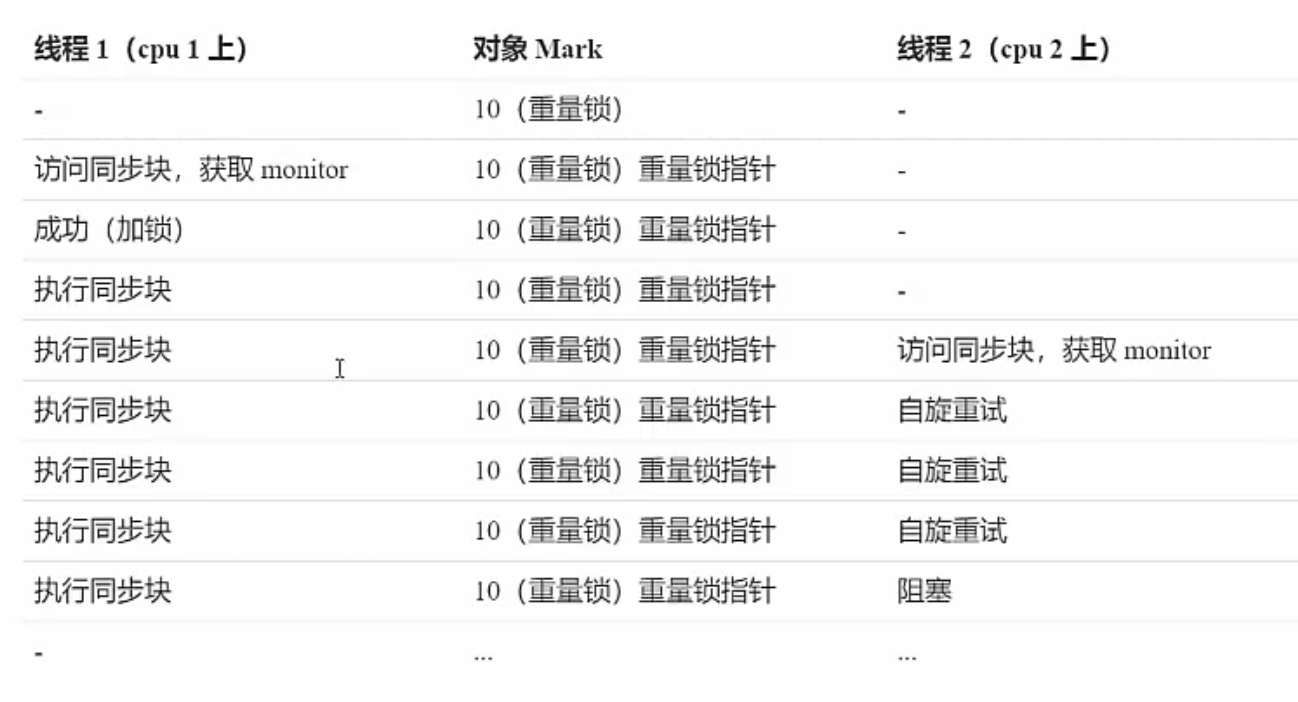 线程 1（cpu 1 上） 对象 Mark 线程 2（cpu 2 上）
- 10（重量锁） -
访问同步块，获取 monitor 10（重量锁）重量锁指针 -
成功（加锁） 10（重量锁）重量锁指针 -
执行同步块 10（重量锁）重量锁指针 -
执行同步块 10（重量锁）重量锁指针 访问同步块，获取 monitor
执行同步块 10（重量锁）重量锁指针 自旋重试
执行同步块 10（重量锁）重量锁指针 自旋重试
执行同步块 10（重量锁）重量锁指针 自旋重试
执行同步块 10（重量锁）重量锁指针 阻塞
- ... ...